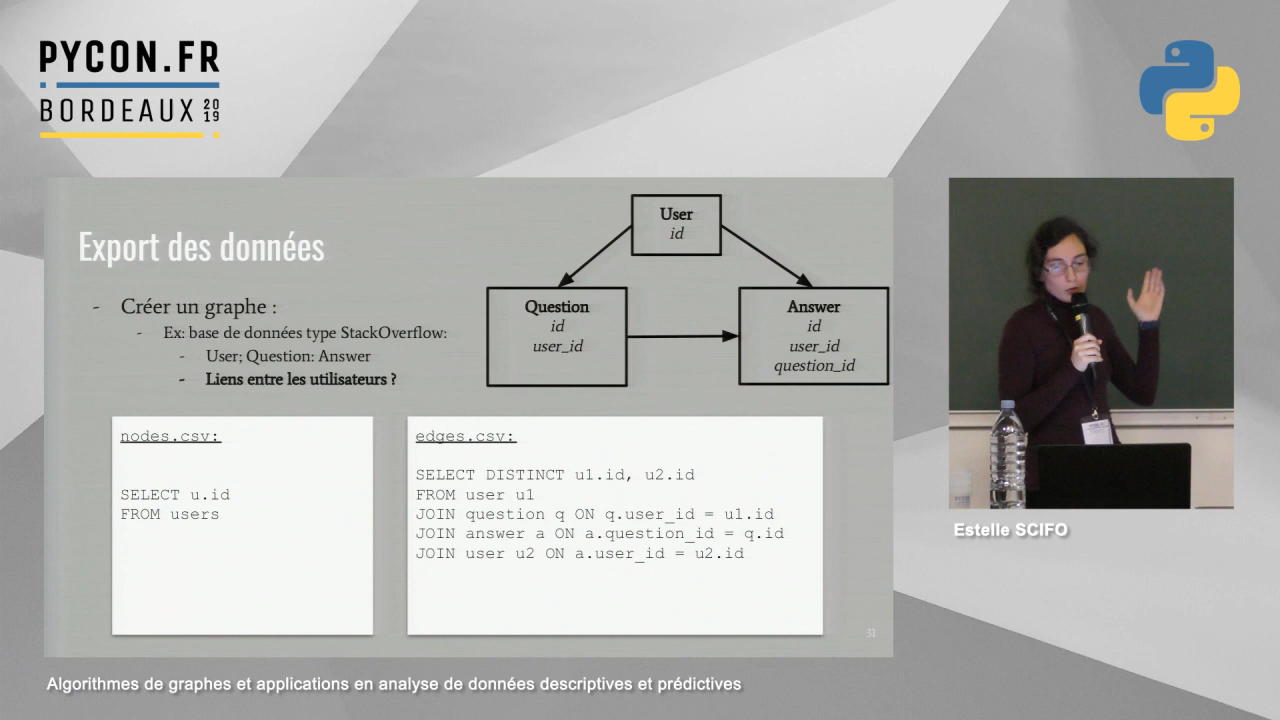 PYCON.FR
BORDEAUX 2019
Export des données
- Créer un graphe :
- Ex: base de données type StackOverflow:
- User; Question: Answer
- Liens entre les utilisateurs ?
User
id
Question
id
user_id
Answer
id
user_id
question_id
nodes.csv:
SELECT u.id
FROM users
edges.csv:
SELECT DISTINCT u1.id, u2.id
FROM user u1
JOIN question q ON q.user_id = u1.id
JOIN answer a ON a.question_id = q.id
JOIN user u2 ON a.user_id = u2.id
31
Estelle SCIFO
Algorithmes de graphes et applications en analyse de données descriptives et prédictives